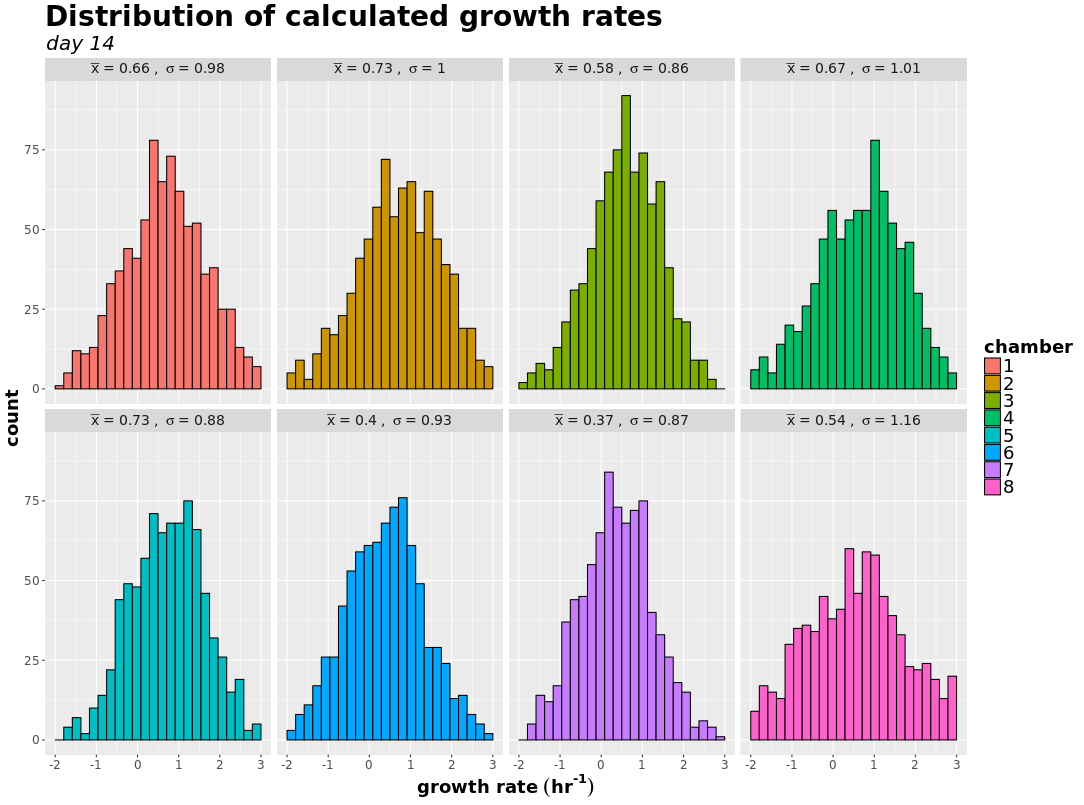 Distribution of calculated growth rates
day 14
x̅ = 0.66 , σ = 0.98
x̅ = 0.73 , σ = 1
x̅ = 0.58 , σ = 0.86
x̅ = 0.67 , σ = 1.01
75
50
25
0
x̅ = 0.73 , σ = 0.88
x̅ = 0.4 , σ = 0.93
x̅ = 0.37 , σ = 0.87
x̅ = 0.54 , σ = 1.16
75
50
25
0
-2 -1 0 1 2 3
-2 -1 0 1 2 3
-2 -1 0 1 2 3
-2 -1 0 1 2 3
count
growth rate (hr⁻¹)
chamber
1
2
3
4
5
6
7
8